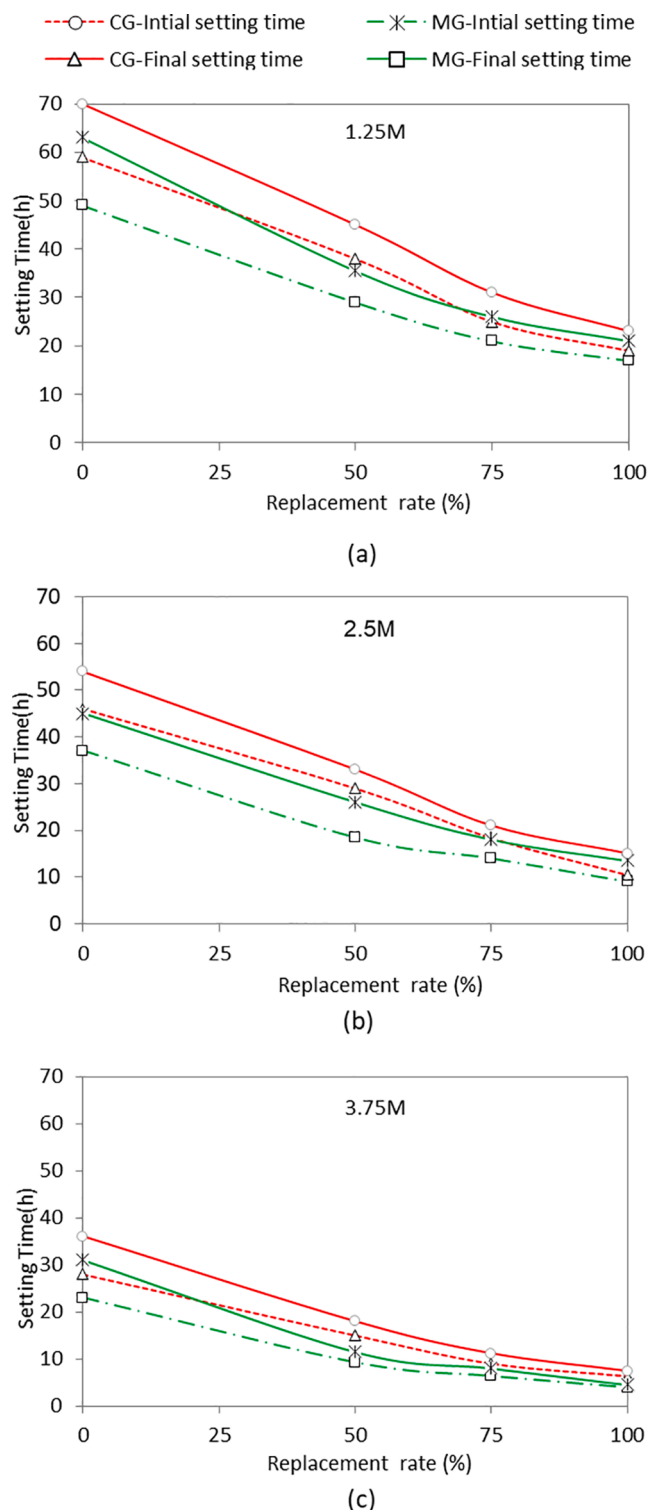 CG-Intial setting time MG-Intial setting time
CG-Final setting time MG-Final setting time
70
60
50
40
30
20
10
0
Setting Time(h)
1.25M
0 25 50 75 100
Replacement rate (%)
(a)
70
60
50
40
30
20
10
0
Setting Time(h)
2.5M
0 25 50 75 100
Replacement rate (%)
(b)
70
60
50
40
30
20
10
0
Setting Time(h)
3.75M
0 25 50 75 100
Replacement rate (%)
(c)